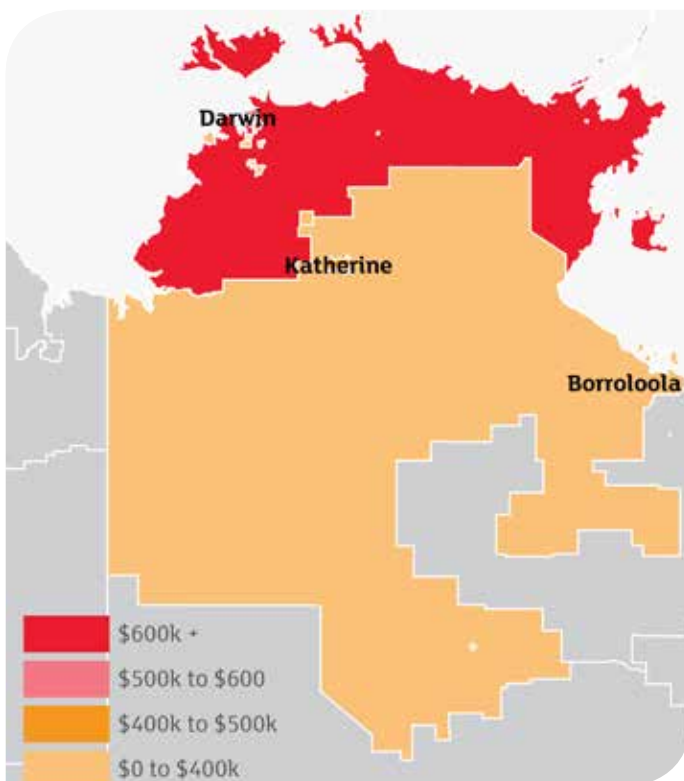 Darwin
Katherine
Borroloola
$600k +
$500k to $600
$400k to $500k
$0 to $400k